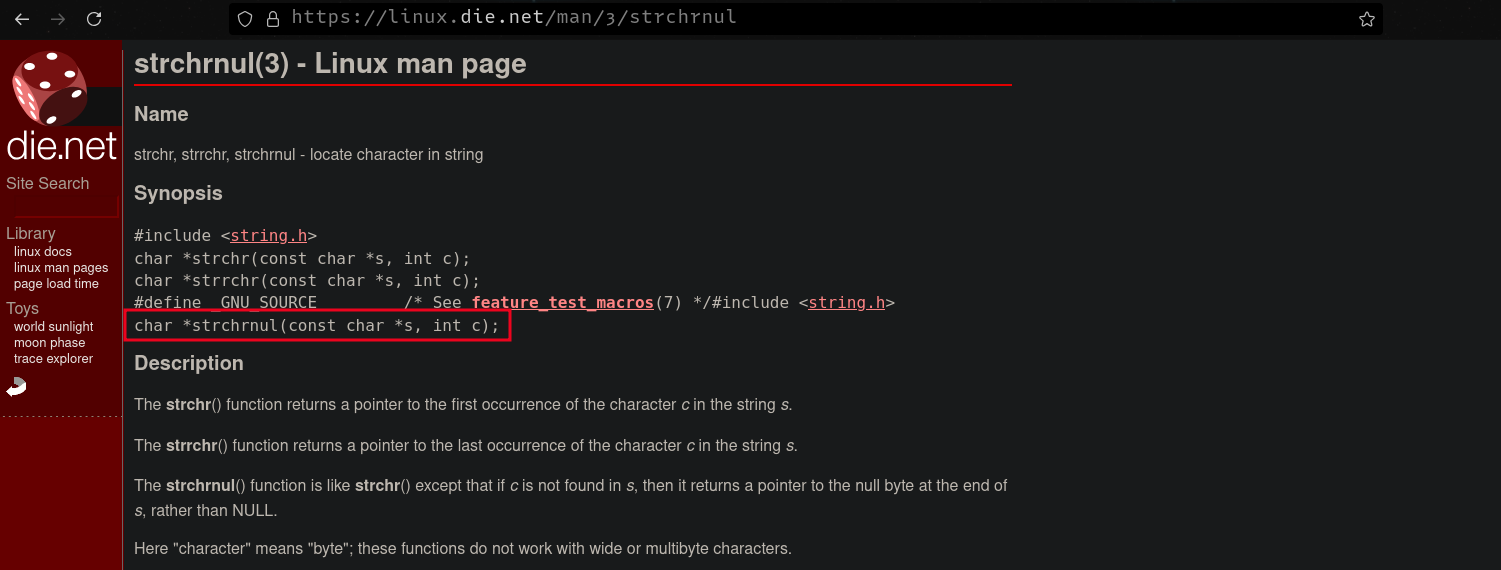 https://linux.die.net/man/3/strchrnul
die.net
Site Search
Library
linux docs
linux man pages
page load time
Toys
world sunlight
moon phase
trace explorer
strchrnul(3) - Linux man page
Name
strchr, strrchr, strchrnul - locate character in string
Synopsis
#include <string.h>
char *strchr(const char *s, int c);
char *strrchr(const char *s, int c);
#define _GNU_SOURCE         /* See feature_test_macros(7) */#include <string.h>
char *strchrnul(const char *s, int c);
Description
The strchr() function returns a pointer to the first occurrence of the character c in the string s.
The strrchr() function returns a pointer to the last occurrence of the character c in the string s.
The strchrnul() function is like strchr() except that if c is not found in s, then it returns a pointer to the null byte at the end of
s, rather than NULL.
Here "character" means "byte"; these functions do not work with wide or multibyte characters.